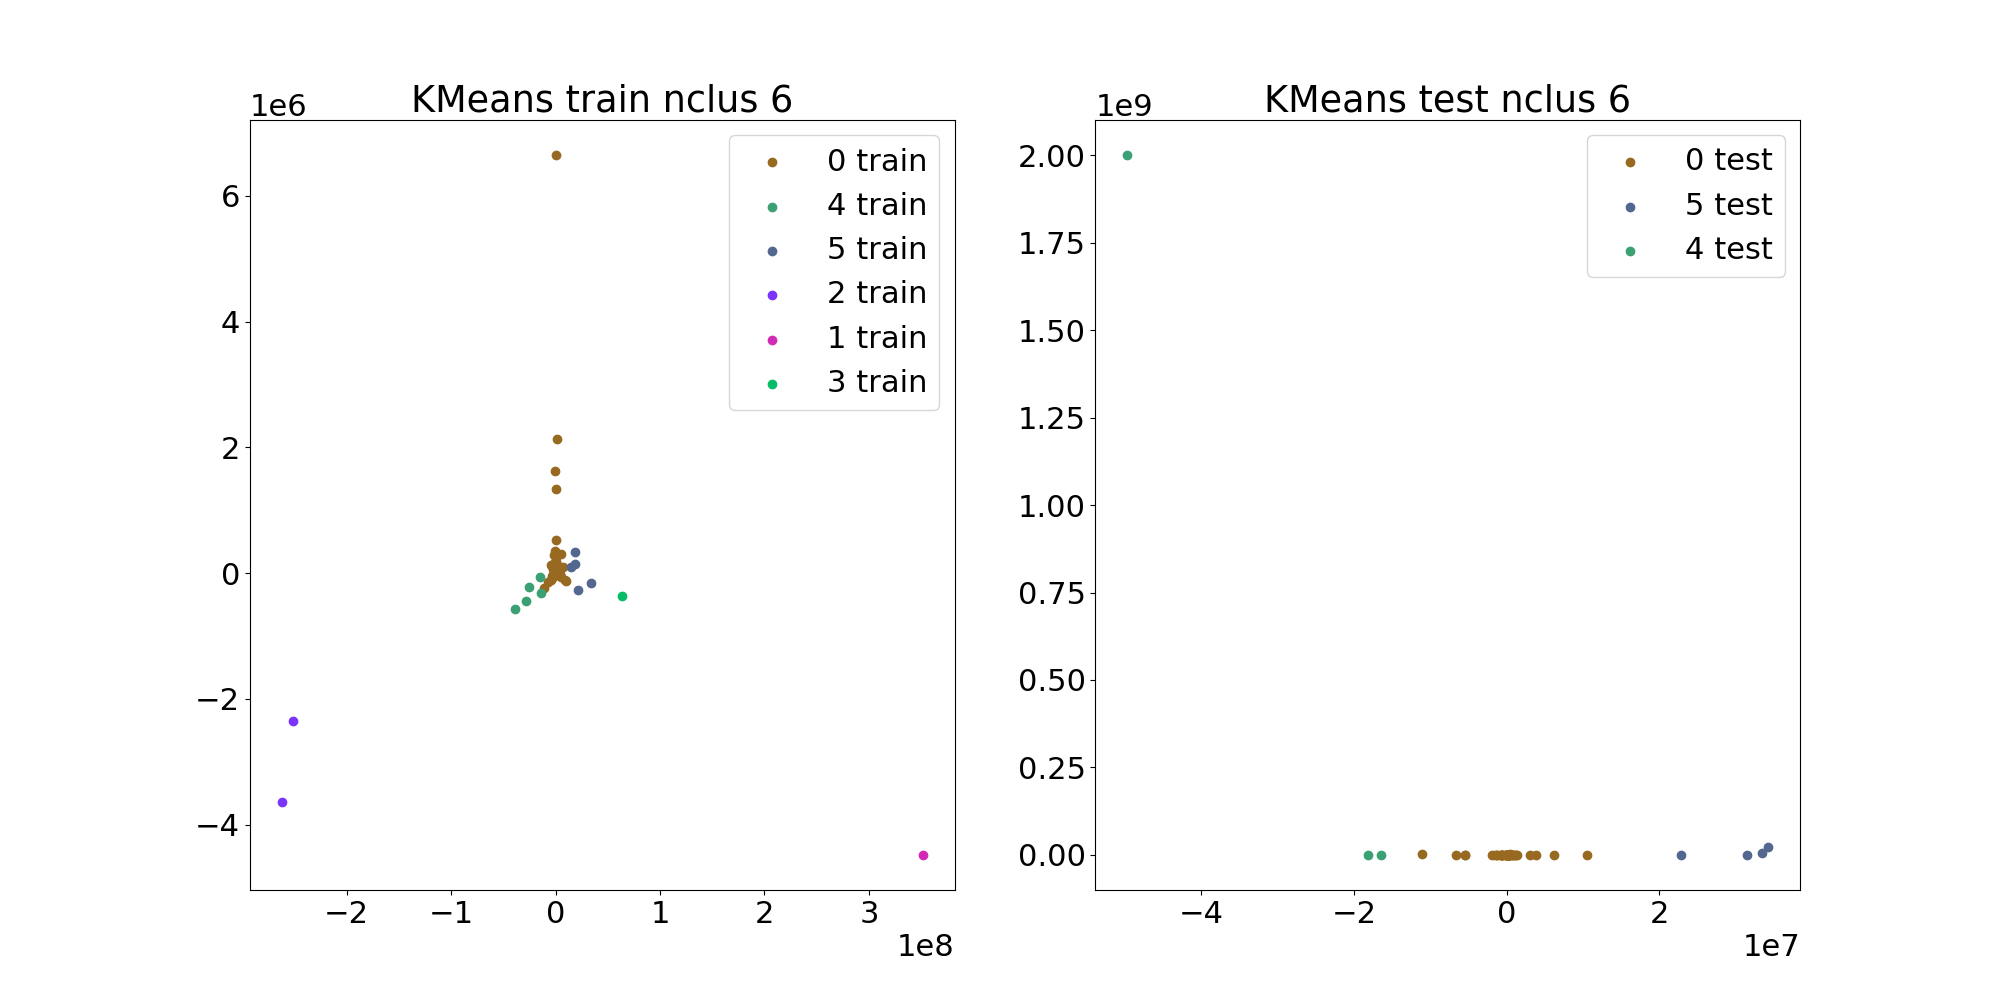 KMeans train nclus 6
1e6
6
4
2
0
−2
−4
−2
−1
0
1
2
3
1e8
0 train
4 train
5 train
2 train
1 train
3 train
KMeans test nclus 6
1e9
2.00
1.75
1.50
1.25
1.00
0.75
0.50
0.25
0.00
−4
−2
0
2
1e7
0 test
5 test
4 test